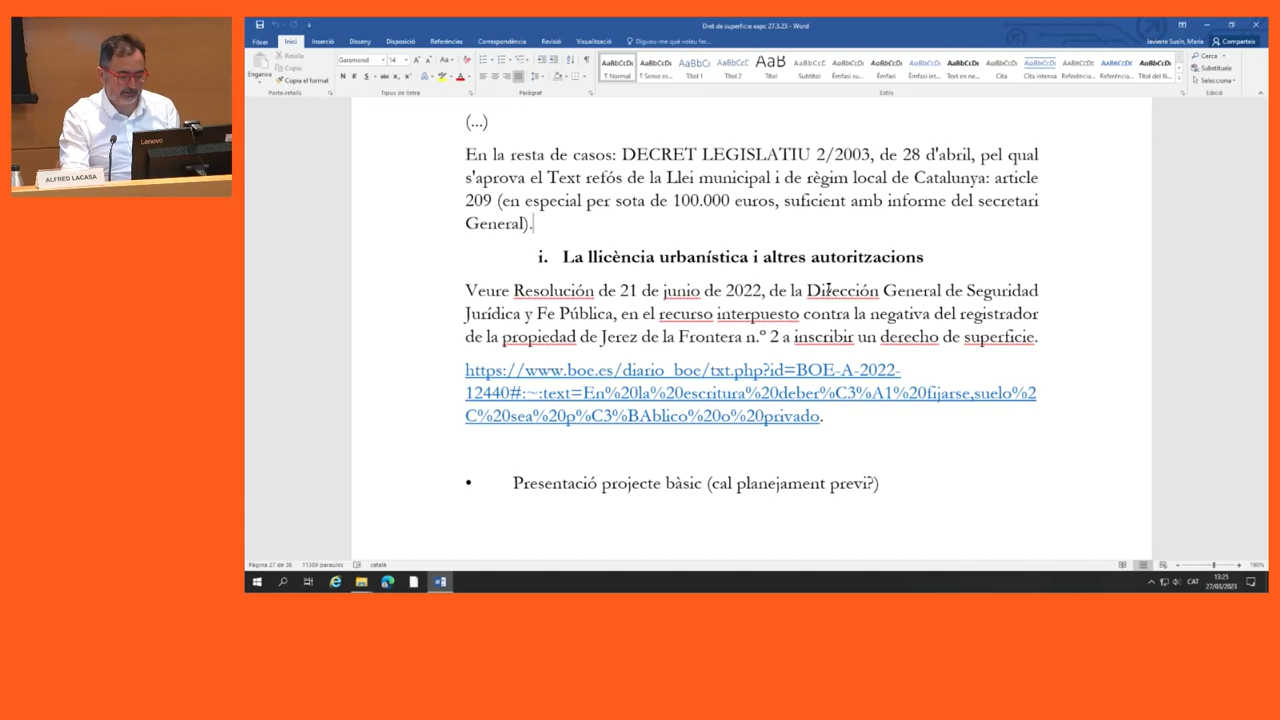 Dret de superfície eapc 27.3.23 - Word
Javierre Susín, Maria
Comparteix
Fitxer Inici Inserció Disseny Disposició Referències Correspondència Revisió Visualització Digueu-me què voleu fer...
Enganxa
Retalla
Copia
Copia el format
Porta-retalls
Garamond 14
Tipus de lletra
Paràgraf
¶ Normal
¶ Sense es...
Títol 1
Títol 2
Títol
Subtítol
Èmfasi su...
Èmfasi
Èmfasi int...
Text en ne...
Cita
Cita intensa
Referència...
Referència...
Títol del lli...
Estils
Cerca
Substitueix
Selecciona
Edició
Lenovo
ALFRED LACASA
(...)
En la resta de casos: DECRET LEGISLATIU 2/2003, de 28 d'abril, pel qual
s'aprova el Text refós de la Llei municipal i de règim local de Catalunya: article
209 (en especial per sota de 100.000 euros, suficient amb informe del secretari
General).
i. La llicència urbanística i altres autoritzacions
Veure Resolución de 21 de junio de 2022, de la Dirección General de Seguridad
Jurídica y Fe Pública, en el recurso interpuesto contra la negativa del registrador
de la propiedad de Jerez de la Frontera n.º 2 a inscribir un derecho de superficie.
https://www.boe.es/diario_boe/txt.php?id=BOE-A-2022-
12440#:~:text=En%20la%20escritura%20deber%C3%A1%20fijarse,suelo%2
C%20sea%20p%C3%BAblico%20o%20privado.
• Presentació projecte bàsic (cal planejament previ?)
Pàgina 27 de 36 11309 paraules català
180%
CAT
13:25
27/03/2023